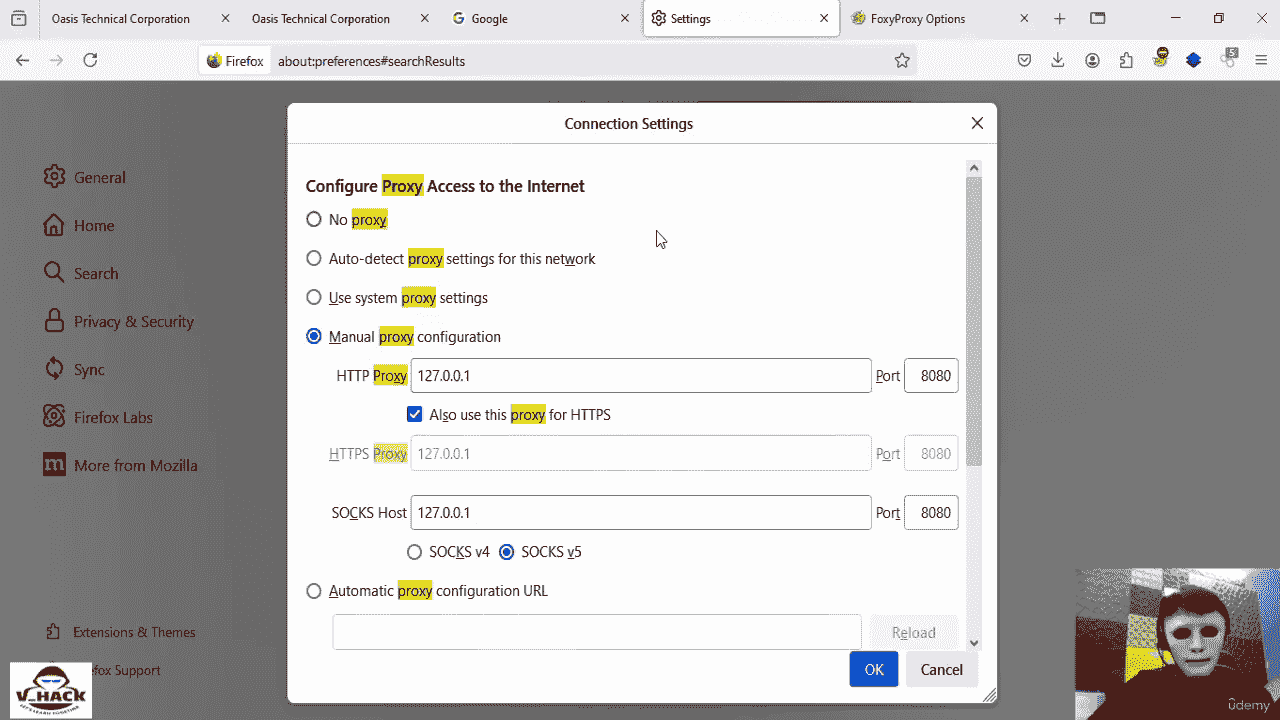 Oasis Technical Corporation
Oasis Technical Corporation
Google
Settings
FoxyProxy Options
Firefox
about:preferences#searchResults
5
Connection Settings
General
Home
Search
Privacy & Security
Sync
Firefox Labs
More from Mozilla
Extensions & Themes
efox Support
Configure Proxy Access to the Internet
No proxy
Auto-detect proxy settings for this network
Use system proxy settings
Manual proxy configuration
HTTP Proxy 127.0.0.1 Port 8080
Also use this proxy for HTTPS
HTTPS Proxy 127.0.0.1 Port 8080
SOCKS Host 127.0.0.1 Port 8080
SOCKS v4 SOCKS v5
Automatic proxy configuration URL
Reload
OK Cancel
V_HACK
ûdemy